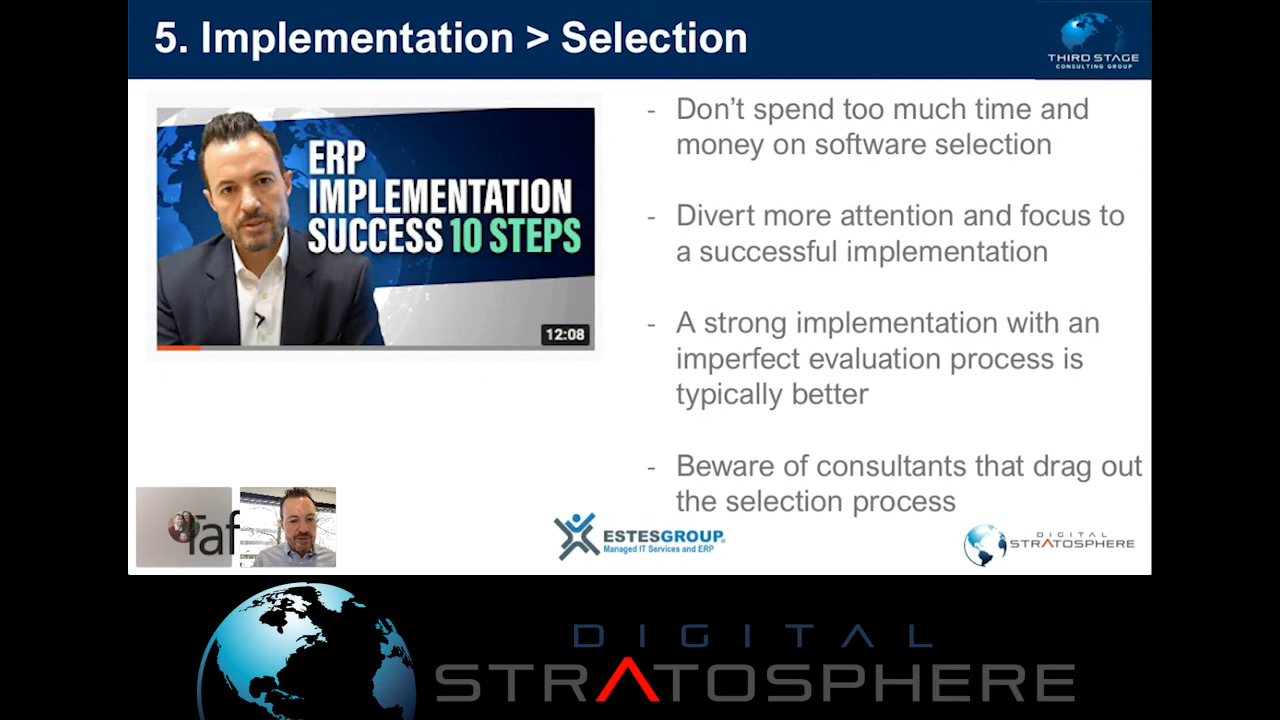 5. Implementation > Selection
THIRD STAGE
CONSULTING GROUP
ERP
IMPLEMENTATION
SUCCESS 10 STEPS
12:08
- Don’t spend too much time and
money on software selection
- Divert more attention and focus to
a successful implementation
- A strong implementation with an
imperfect evaluation process is
typically better
- Beware of consultants that drag out
the selection process
Taf
ESTESGROUP
Managed IT Services and ERP
DIGITAL
STRATOSPHERE
DIGITAL
STRATOSPHERE